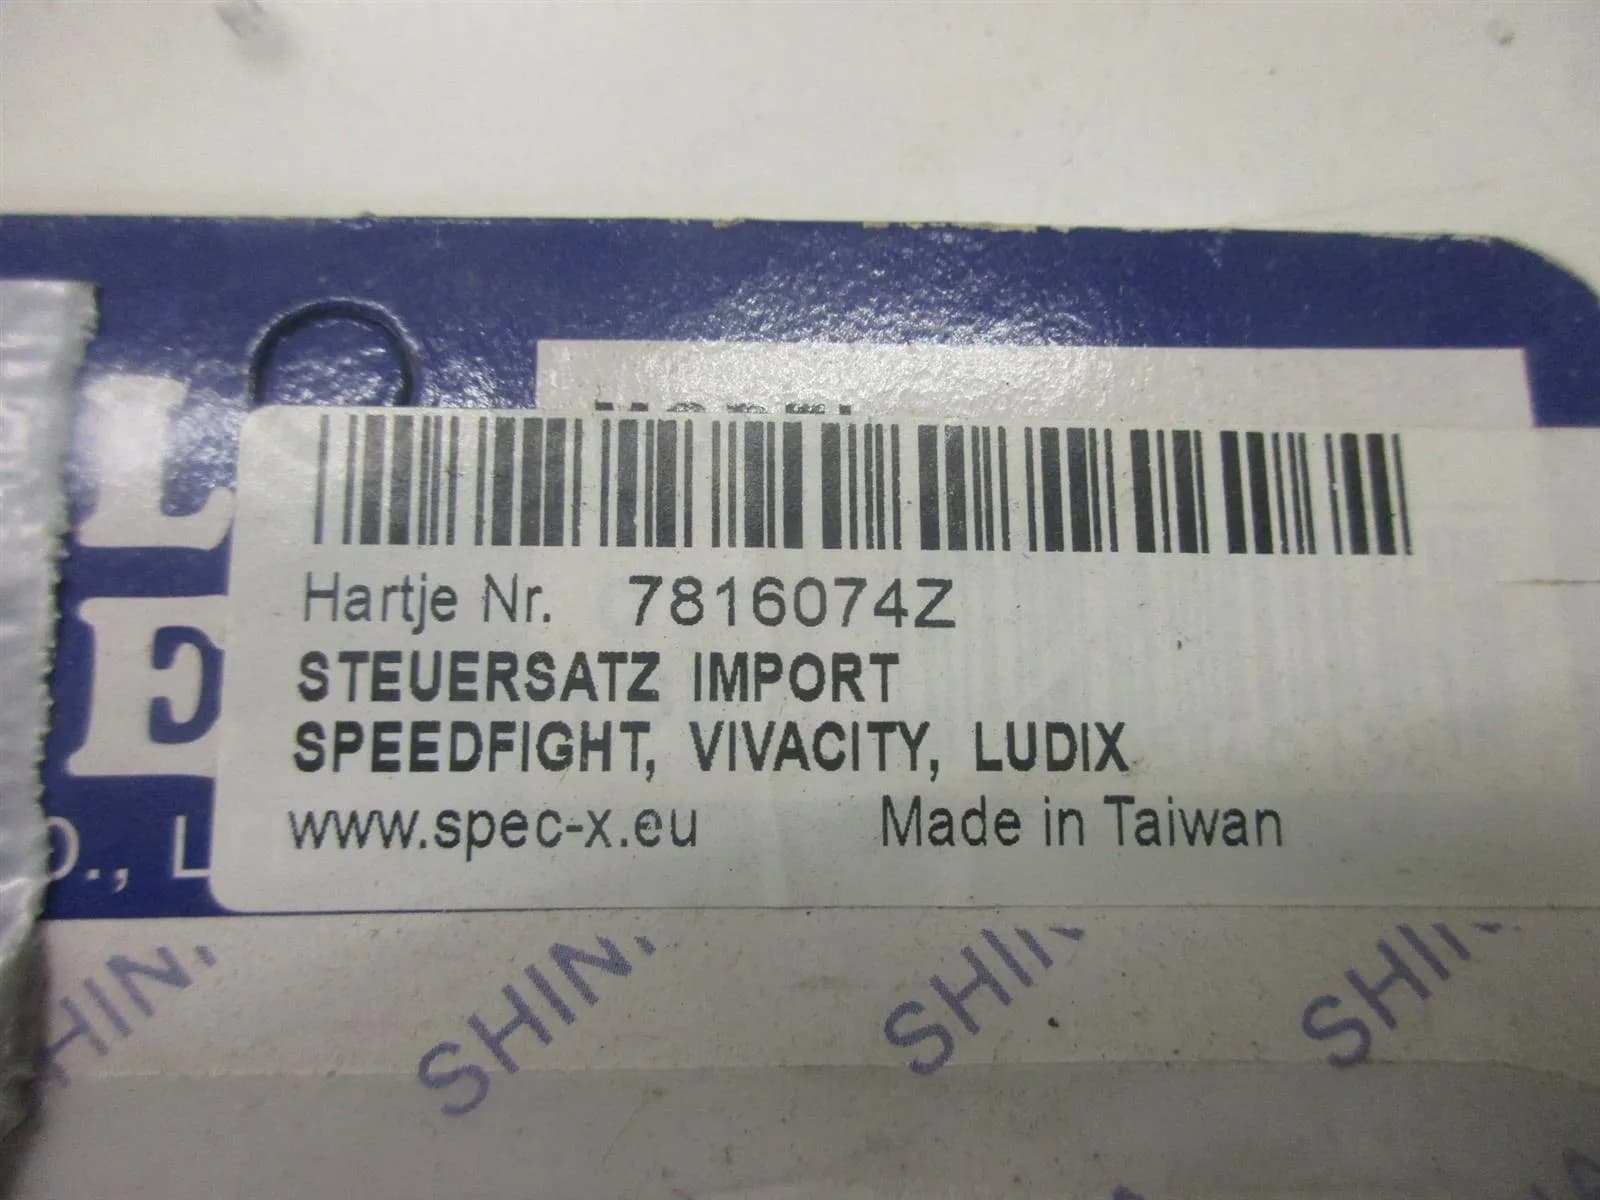 Hartje Nr. 7816074Z
STEUERSATZ IMPORT
SPEEDFIGHT, VIVACITY, LUDIX
www.spec-x.eu Made in Taiwan